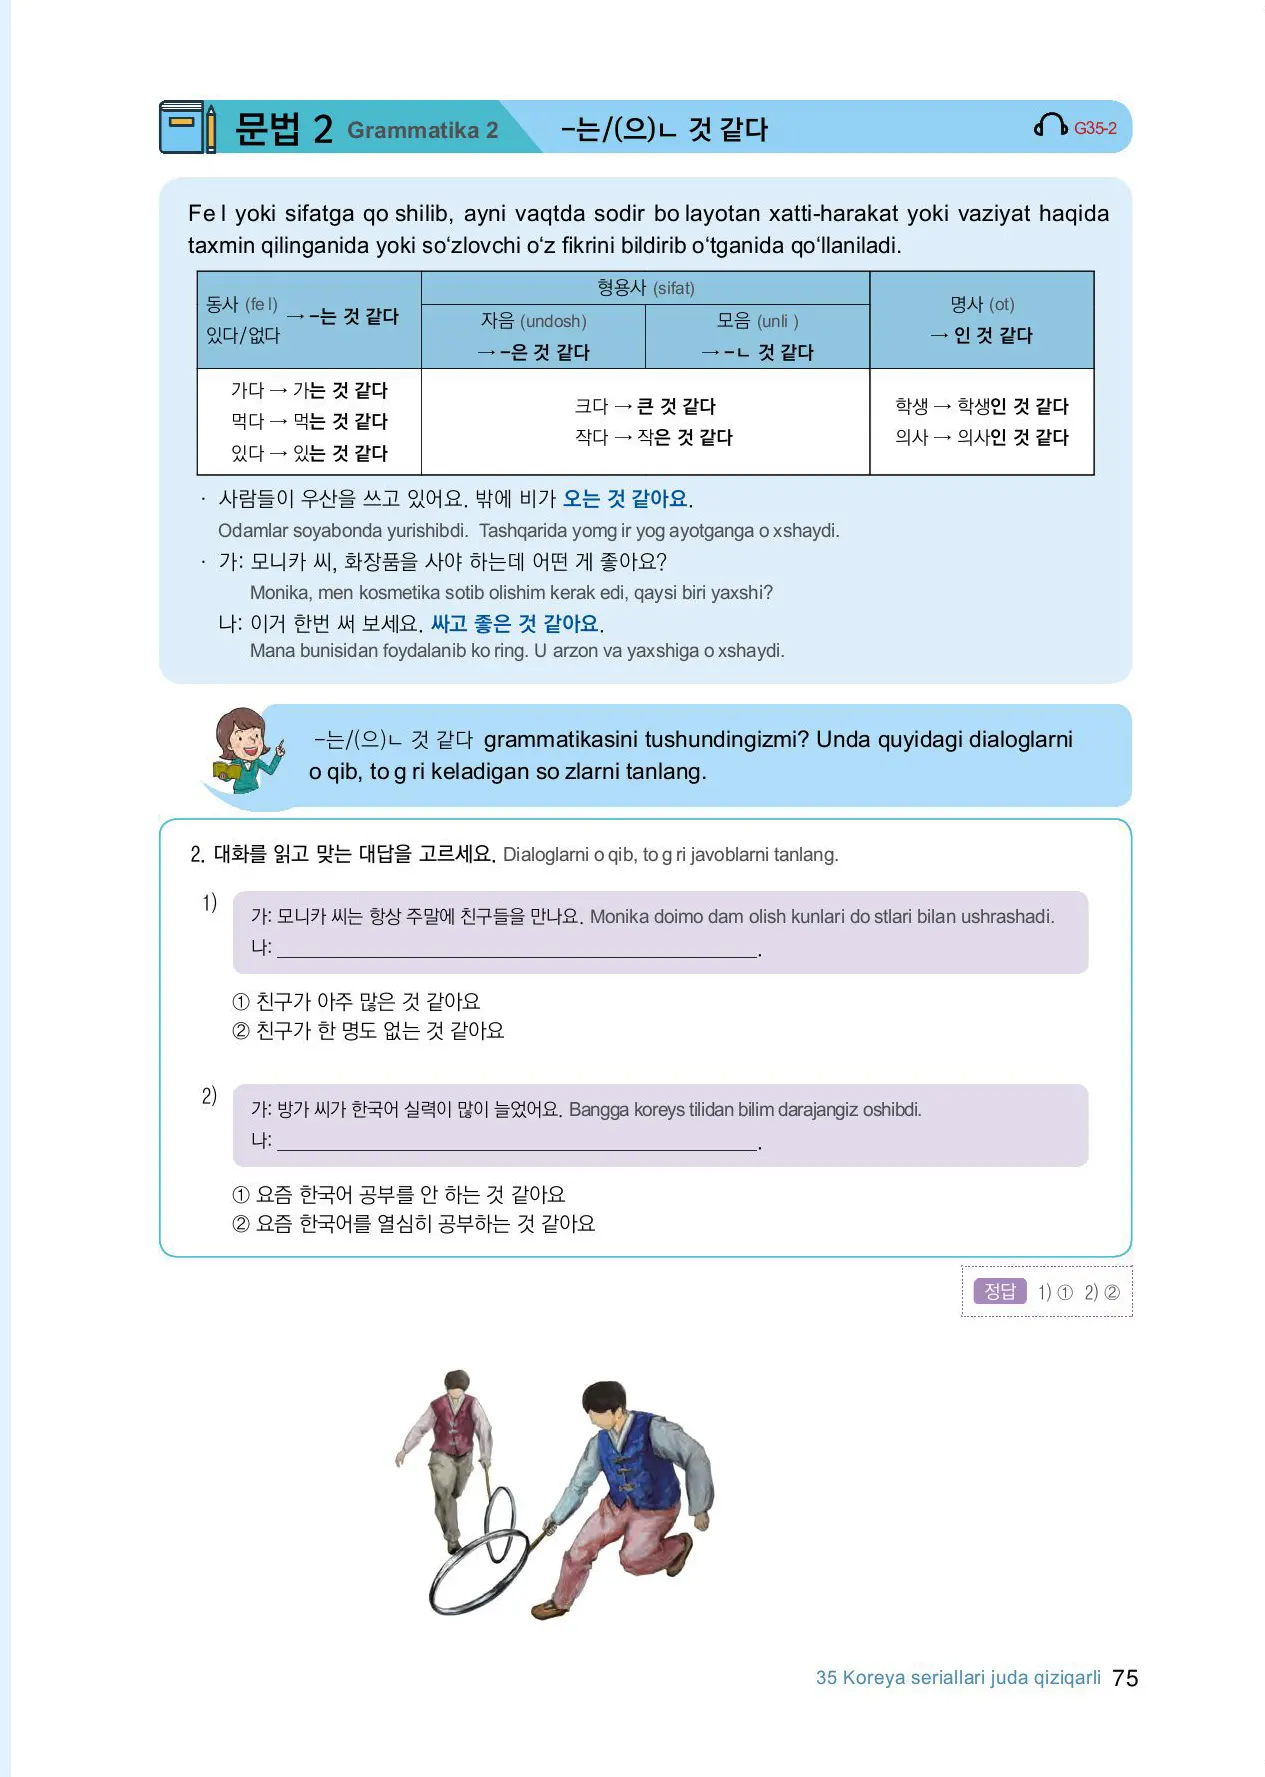 문법 2 Grammatika 2 -는/(으)ㄴ 것 같다 G35-2
Fe l yoki sifatga qo shilib, ayni vaqtda sodir bo layotan xatti-harakat yoki vaziyat haqida
taxmin qilinganida yoki so‘zlovchi o‘z fikrini bildirib o‘tganida qo‘llaniladi.
동사 (fe l)
있다/없다 → -는 것 같다
형용사 (sifat)
자음 (undosh)
→ -은 것 같다
모음 (unli )
→ -ㄴ 것 같다
명사 (ot)
→ 인 것 같다
가다 → 가는 것 같다
먹다 → 먹는 것 같다
있다 → 있는 것 같다
크다 → 큰 것 같다
작다 → 작은 것 같다
학생 → 학생인 것 같다
의사 → 의사인 것 같다
· 사람들이 우산을 쓰고 있어요. 밖에 비가 오는 것 같아요.
Odamlar soyabonda yurishibdi. Tashqarida yomg ir yog ayotganga o xshaydi.
· 가: 모니카 씨, 화장품을 사야 하는데 어떤 게 좋아요?
Monika, men kosmetika sotib olishim kerak edi, qaysi biri yaxshi?
나: 이거 한번 써 보세요. 싸고 좋은 것 같아요.
Mana bunisidan foydalanib ko ring. U arzon va yaxshiga o xshaydi.
-는/(으)ㄴ 것 같다 grammatikasini tushundingizmi? Unda quyidagi dialoglarni
o qib, to g ri keladigan so zlarni tanlang.
2. 대화를 읽고 맞는 대답을 고르세요. Dialoglarni o qib, to g ri javoblarni tanlang.
1)
가: 모니카 씨는 항상 주말에 친구들을 만나요. Monika doimo dam olish kunlari do stlari bilan ushrashadi.
나: ________________.
① 친구가 아주 많은 것 같아요
② 친구가 한 명도 없는 것 같아요
2)
가: 방가 씨가 한국어 실력이 많이 늘었어요. Bangga koreys tilidan bilim darajangiz oshibdi.
나: ________________.
① 요즘 한국어 공부를 안 하는 것 같아요
② 요즘 한국어를 열심히 공부하는 것 같아요
정답 1) ① 2) ②
35 Koreya seriallari juda qiziqarli 75